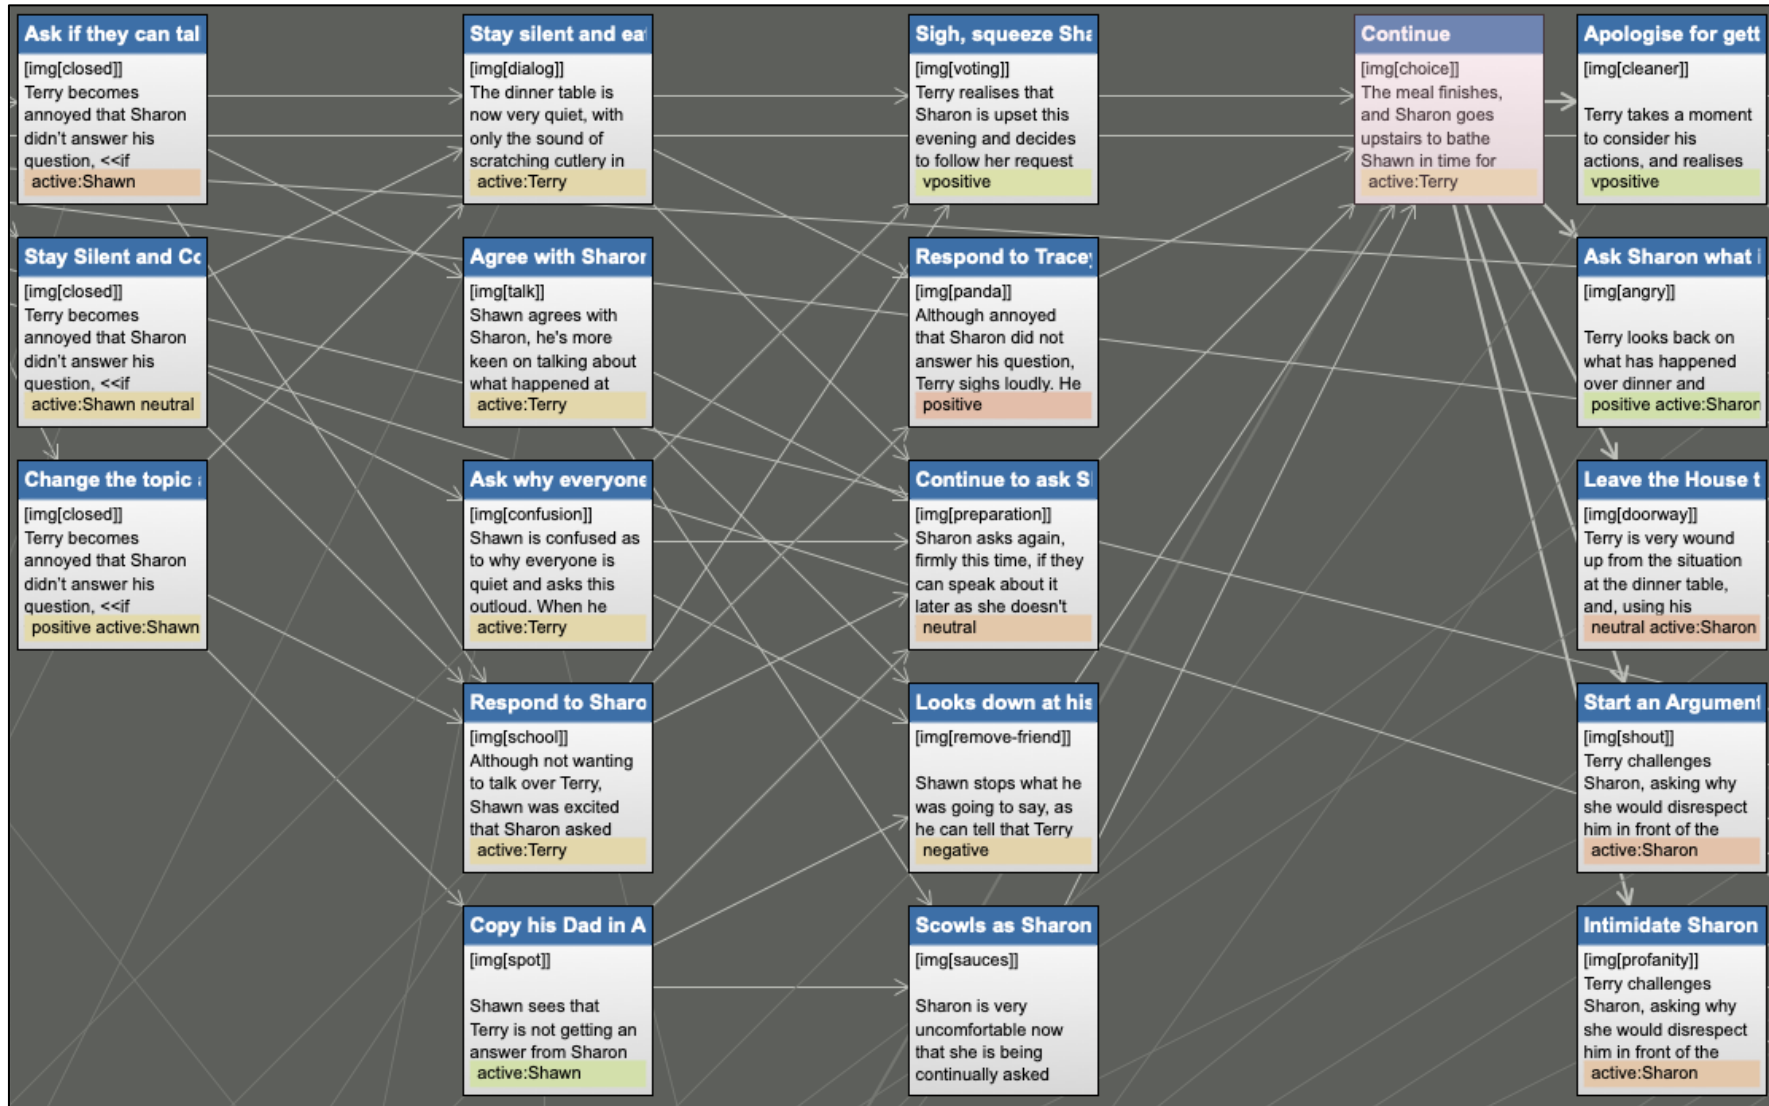 Ask if they can tal
[img[closed]]
Terry becomes
annoyed that Sharon
didn't answer his
question, <<if
active:Shawn
Stay Silent and Co
[img[closed]]
Terry becomes
annoyed that Sharon
didn't answer his
question, <<if
active:Shawn neutral
Change the topic
[img[closed]]
Terry becomes
annoyed that Sharon
didn't answer his
question, <<if
positive active:Shawn
Stay silent and eat
[img[dialog]]
The dinner table is
now very quiet, with
only the sound of
scratching cutlery in
active:Terry
Agree with Sharon
[img[talk]]
Shawn agrees with
Sharon, he's more
keen on talking about
what happened at
active:Terry
Ask why everyone
[img[confusion]]
Shawn is confused as
to why everyone is
quiet and asks this
outloud. When he
active:Terry
Respond to Sharo
[img[school]]
Although not wanting
to talk over Terry,
Shawn was excited
that Sharon asked
active:Terry
Copy his Dad in A
[img[spot]]
Shawn sees that
Terry is not getting an
answer from Sharon
active:Shawn
Sigh, squeeze Sha
[img[voting]]
Terry realises that
Sharon is upset this
evening and decides
to follow her request
vpositive
Respond to Tracey
[img[panda]]
Although annoyed
that Sharon did not
answer his question,
Terry sighs loudly. He
positive
Continue to ask S
[img[preparation]]
Sharon asks again,
firmly this time, if they
can speak about it
later as she doesn't
neutral
Looks down at his
[img[remove-friend]]
Shawn stops what he
was going to say, as
he can tell that Terry
negative
Scowls as Sharon
[img[sauces]]
Sharon is very
uncomfortable now
that she is being
continually asked
Continue
[img[choice]]
The meal finishes,
and Sharon goes
upstairs to bathe
Shawn in time for
active:Terry
Apologise for gett
[img[cleaner]]
Terry takes a moment
to consider his
actions, and realises
vpositive
Ask Sharon what i
[img[angry]]
Terry looks back on
what has happened
over dinner and
positive active:Sharon
Leave the House t
[img[doorway]]
Terry is very wound
up from the situation
at the dinner table,
and, using his
neutral active:Sharon
Start an Argument
[img[shout]]
Terry challenges
Sharon, asking why
she would disrespect
him in front of the
active:Sharon
Intimidate Sharon
[img[profanity]]
Terry challenges
Sharon, asking why
she would disrespect
him in front of the
active:Sharon